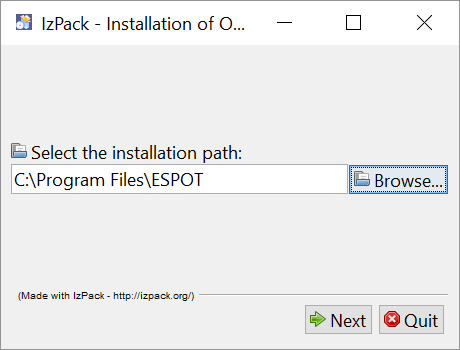 IzPack - Installation of O...
Select the installation path:
C:\Program Files\ESPOT
Browse...
(Made with IzPack - http://izpack.org/)
Next
Quit